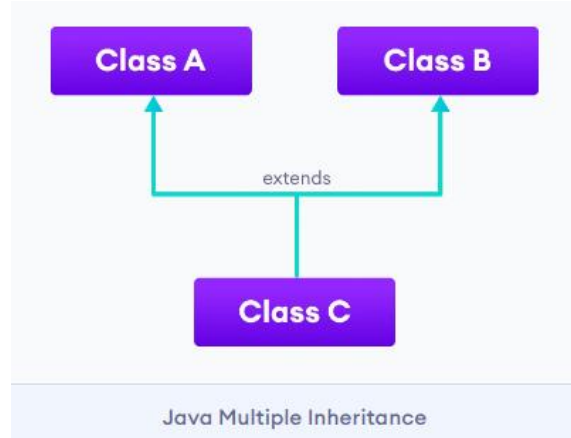 Class A
Class B
extends
Class C
Java Multiple Inheritance